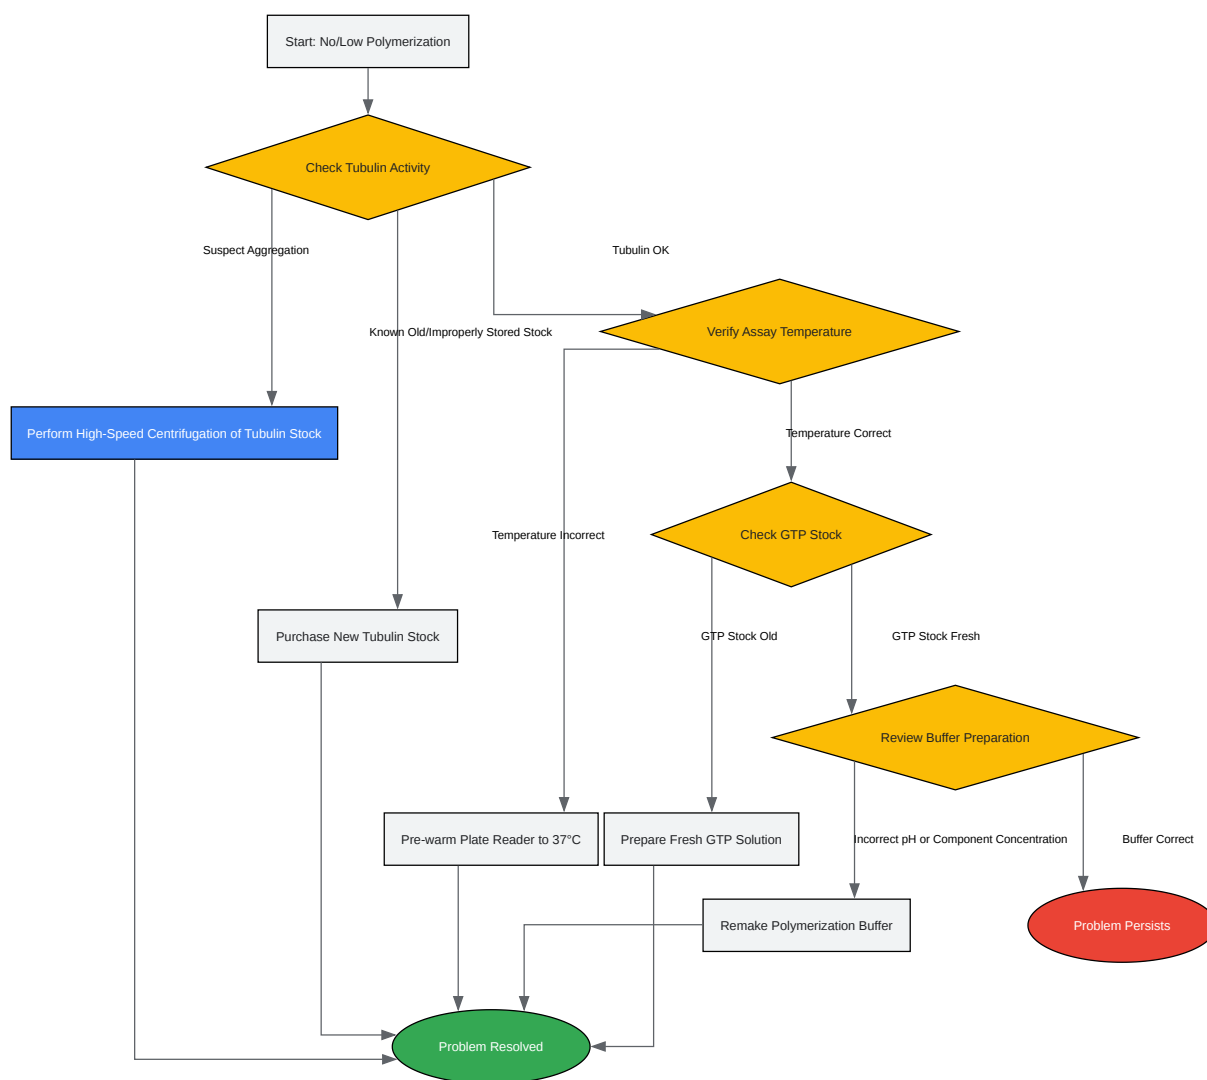 Start: No/Low Polymerization
Check Tubulin Activity
Suspect Aggregation
Tubulin OK
Known Old/Improperly Stored Stock
Verify Assay Temperature
Perform High-Speed Centrifugation of Tubulin Stock
Temperature Correct
Temperature Incorrect
Check GTP Stock
Purchase New Tubulin Stock
GTP Stock Old
GTP Stock Fresh
Review Buffer Preparation
Pre-warm Plate Reader to 37°C
Prepare Fresh GTP Solution
Incorrect pH or Component Concentration
Buffer Correct
Remake Polymerization Buffer
Problem Persists
Problem Resolved